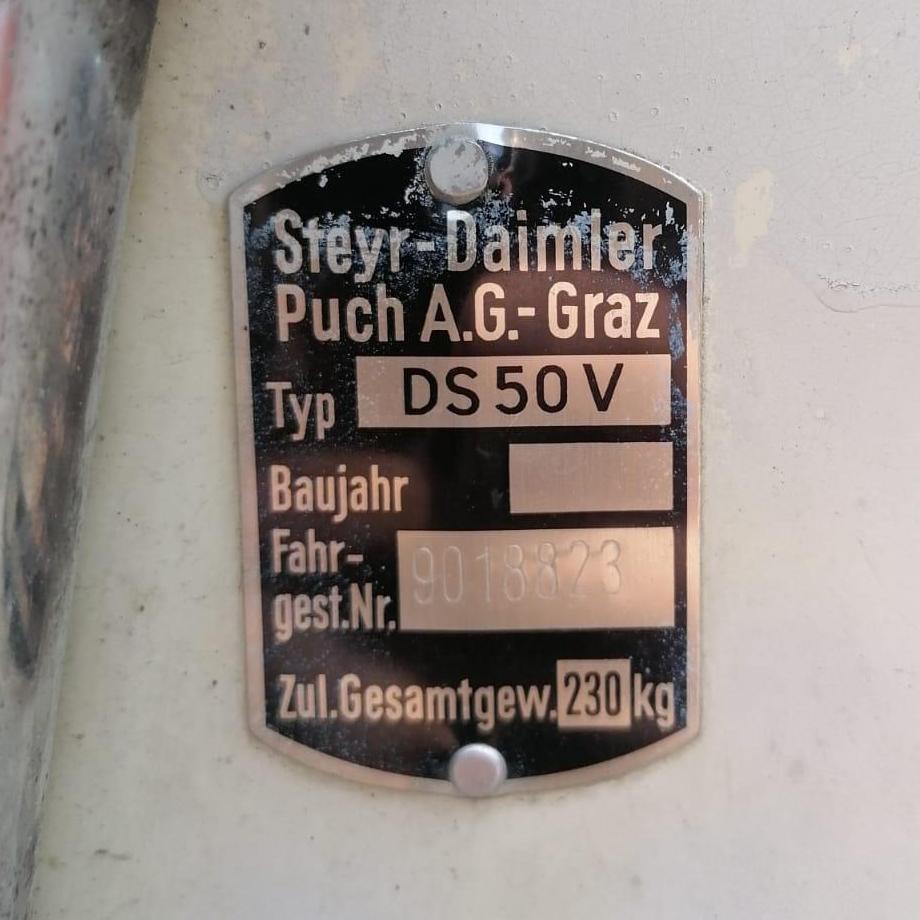 Steyr-Daimler
Puch A.G.-Graz
Typ DS 50 V
Baujahr
Fahr-
gest.Nr. 9018823
Zul.Gesamtgew. 230 kg